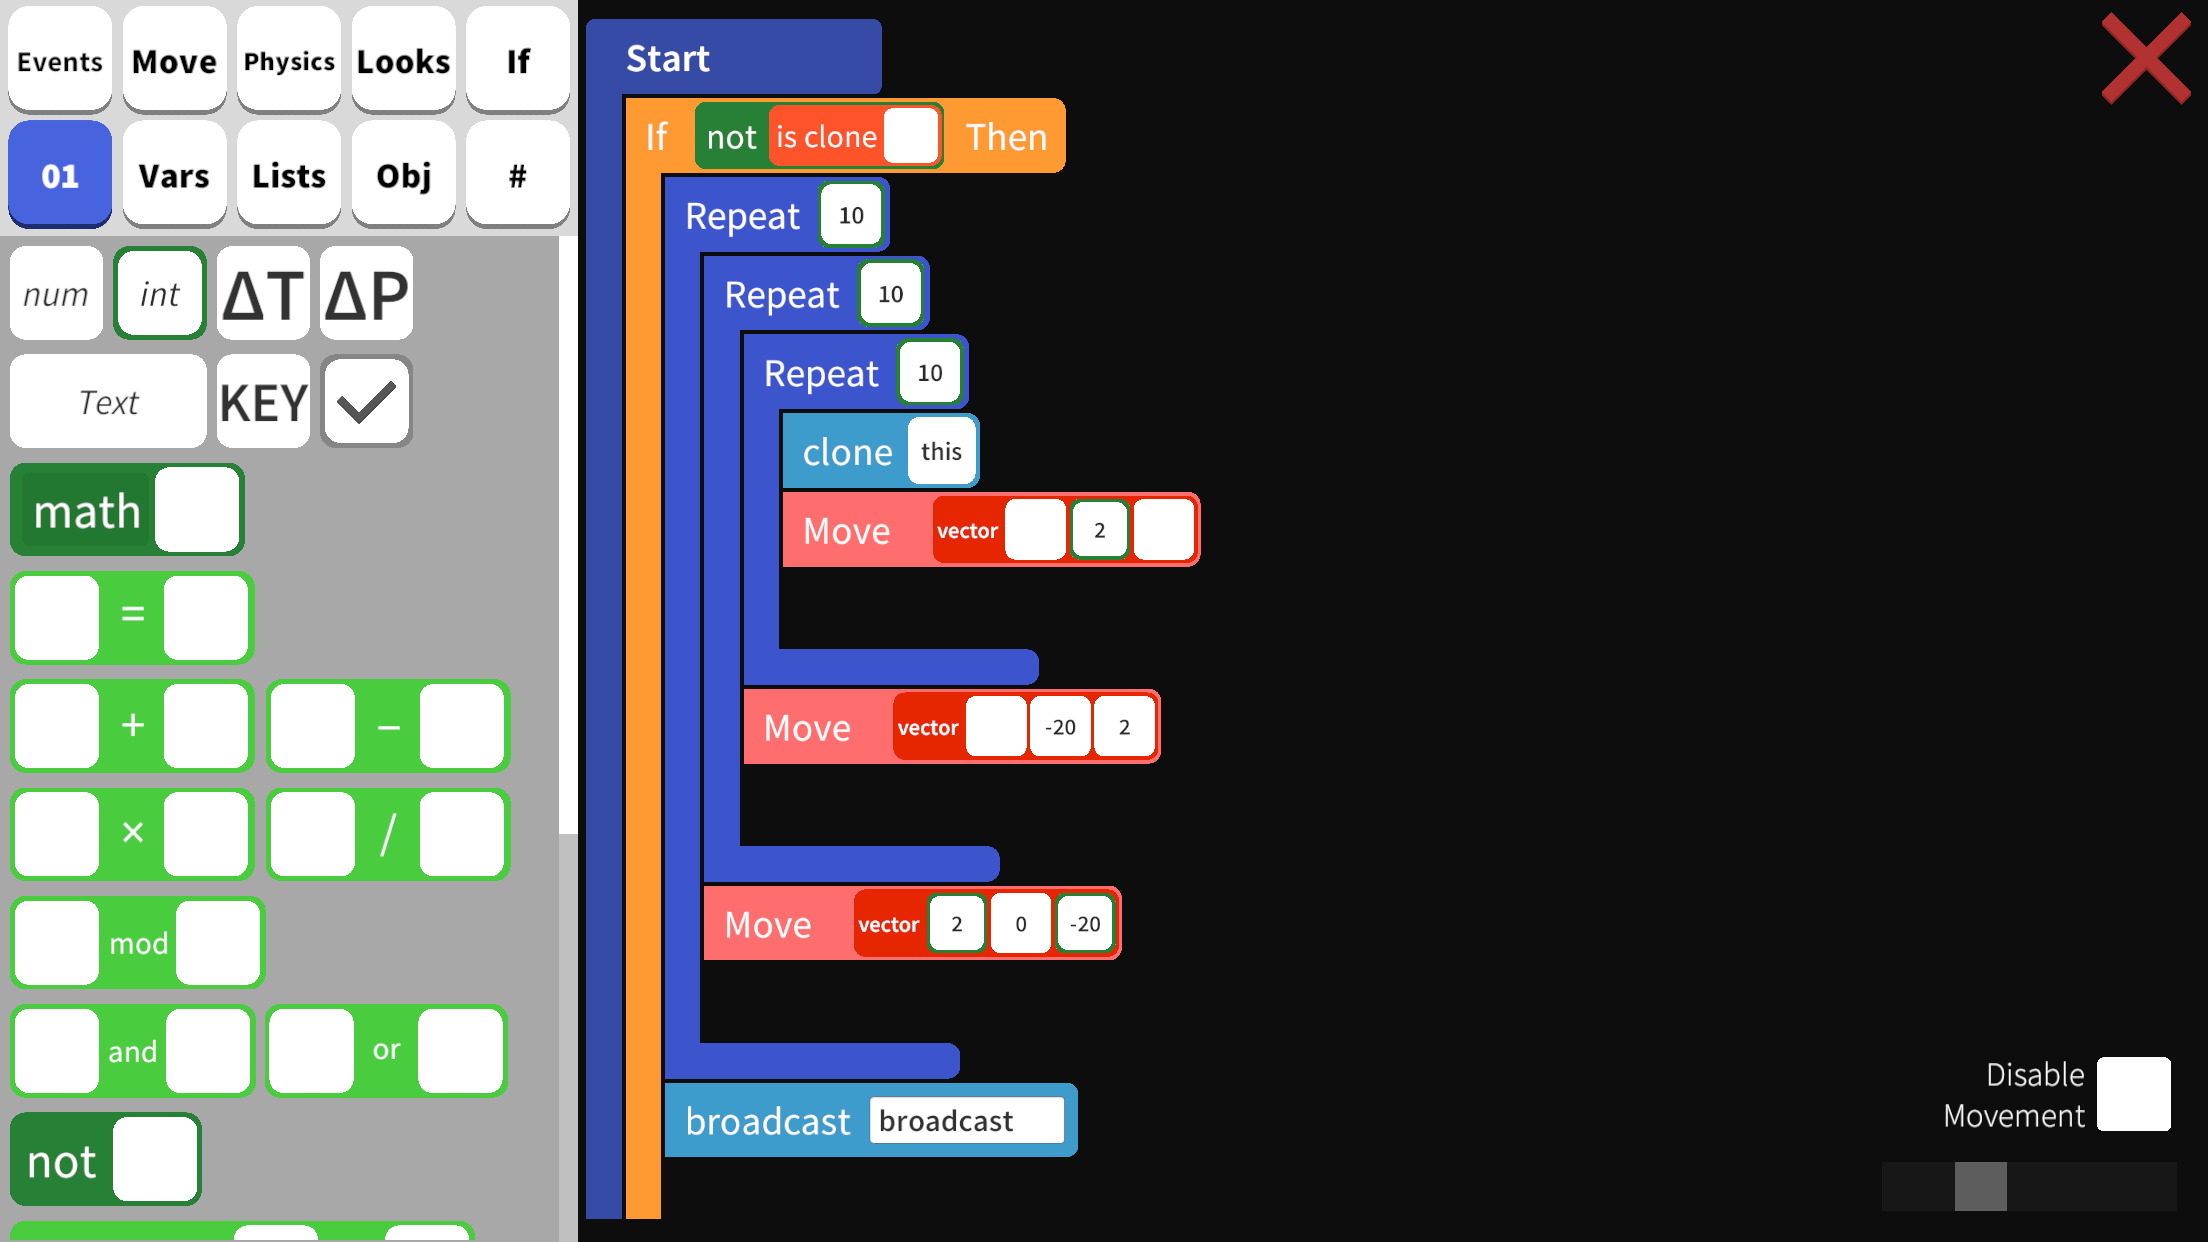 Events Move Physics Looks If
01 Vars Lists Obj #
num int ΔT ΔP
Text KEY
math
=
+ −
× /
mod
and or
not
Start
If not is clone Then
Repeat 10
Repeat 10
Repeat 10
clone this
Move vector 2
Move vector -20 2
Move vector 2 0 -20
broadcast broadcast
Disable
Movement